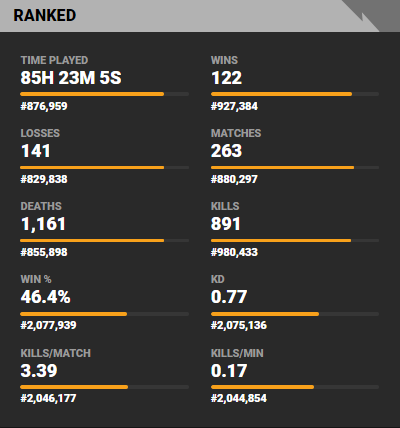 RANKED
TIME PLAYED
85H 23M 5S
#876,959
WINS
122
#927,384
LOSSES
141
#829,838
MATCHES
263
#880,297
DEATHS
1,161
#855,898
KILLS
891
#980,433
WIN %
46.4%
#2,077,939
KD
0.77
#2,075,136
KILLS/MATCH
3.39
#2,046,177
KILLS/MIN
0.17
#2,044,854